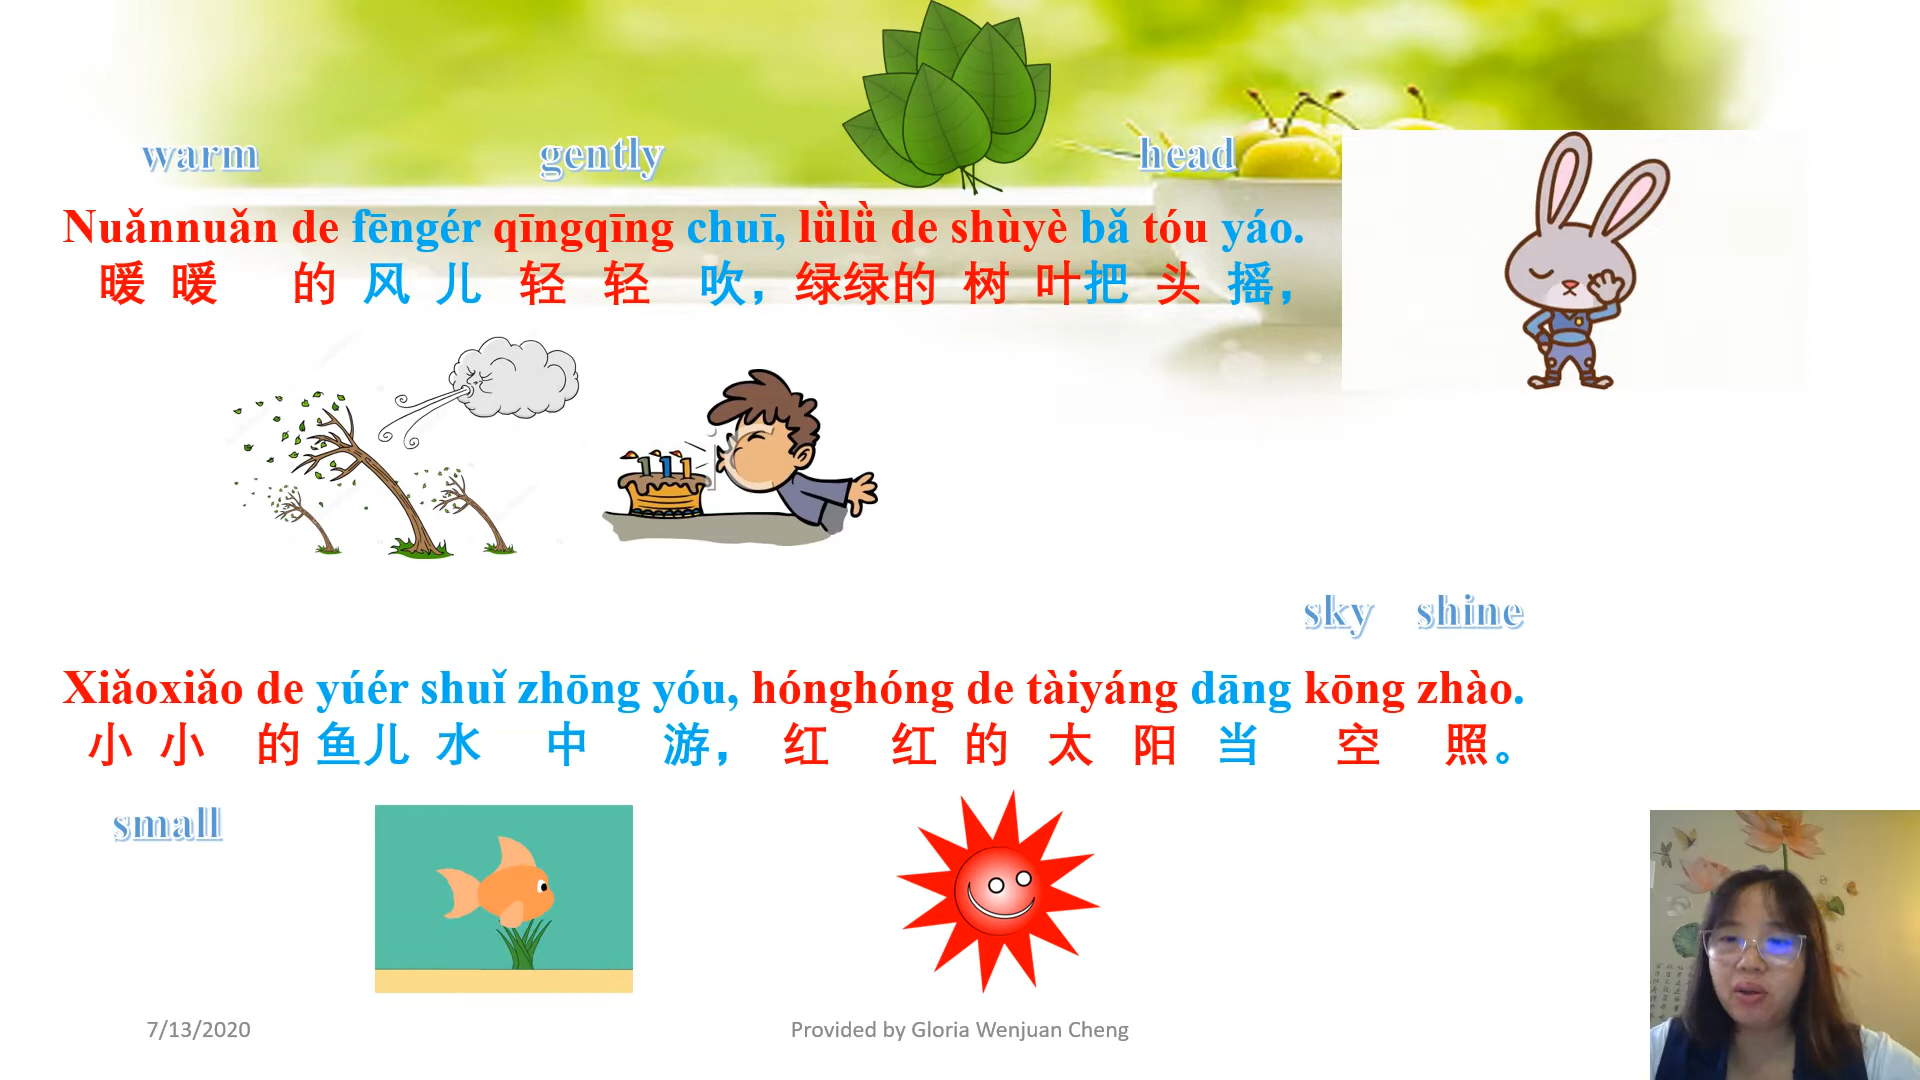 warm gently head
Nuǎnnuǎn de fēngér qīngqīng chuī, lǜlǜ de shùyè bǎ tóu yáo.
暖暖的风儿轻轻吹，绿绿的树叶把头摇，
sky shine
Xiǎoxiǎo de yúér shuǐ zhōng yóu, hónghóng de tàiyáng dāng kōng zhào.
小小的鱼儿水中游，红红的太阳当空照。
small
7/13/2020
Provided by Gloria Wenjuan Cheng